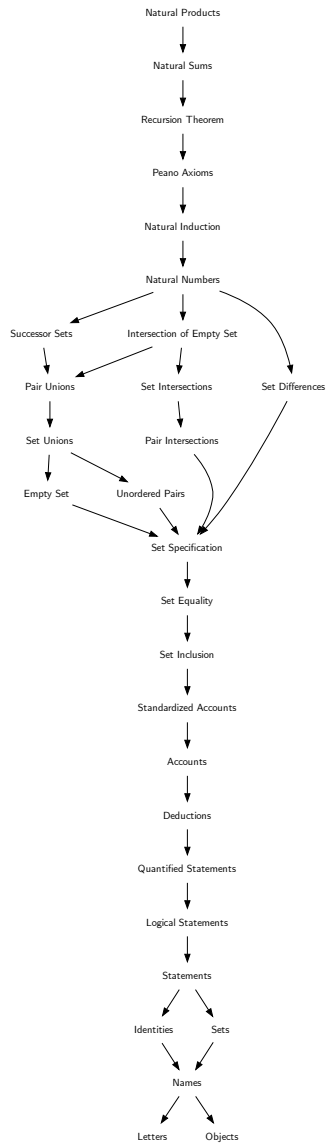 Natural Products
Natural Sums
Recursion Theorem
Peano Axioms
Natural Induction
Natural Numbers
Successor Sets
Intersection of Empty Set
Pair Unions
Set Intersections
Set Differences
Set Unions
Pair Intersections
Empty Set
Unordered Pairs
Set Specification
Set Equality
Set Inclusion
Standardized Accounts
Accounts
Deductions
Quantified Statements
Logical Statements
Statements
Identities
Sets
Names
Letters
Objects